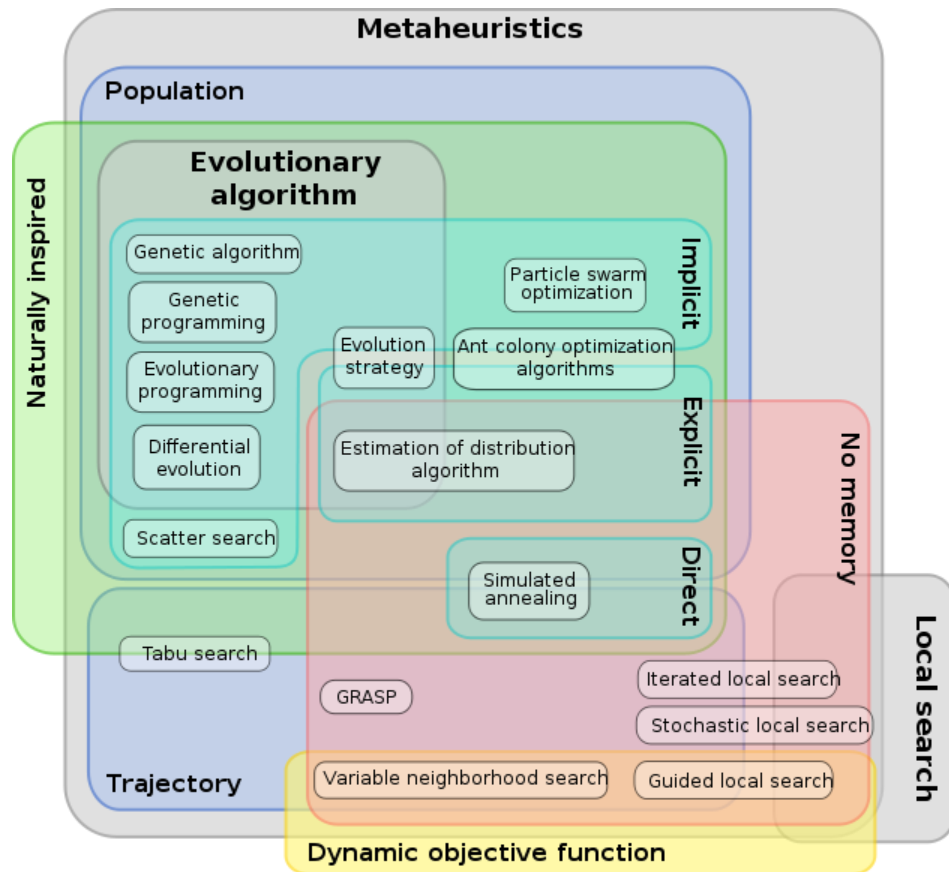 Metaheuristics
Population
Naturally inspired
Evolutionary
algorithm
Implicit
Genetic algorithm
Particle swarm
optimization
Genetic
programming
Evolution
strategy
Ant colony optimization
algorithms
Evolutionary
programming
Explicit
No memory
Differential
evolution
Estimation of distribution
algorithm
Scatter search
Direct
Simulated
annealing
Local search
Tabu search
GRASP
Iterated local search
Stochastic local search
Trajectory
Variable neighborhood search
Guided local search
Dynamic objective function